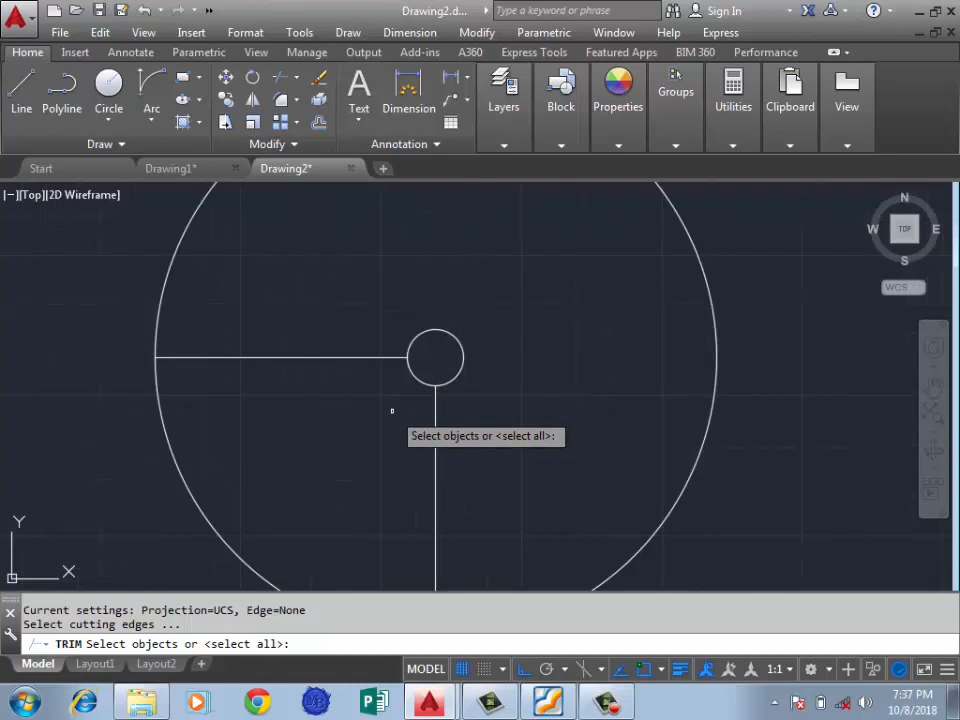 Drawing2.d...
Type a keyword or phrase
Sign In
File Edit View Insert Format Tools Draw Dimension Modify Parametric Window Help Express
Home Insert Annotate Parametric View Manage Output Add-ins A360 Express Tools Featured Apps BIM 360 Performance
Line Polyline Circle Arc Text Dimension Layers Block Properties Groups Utilities Clipboard View
Draw Modify Annotation
Start Drawing1* Drawing2*
[−][Top][2D Wireframe]
N
W TOP E
S
WCS
Select objects or <select all>:
Y
X
Current settings: Projection=UCS, Edge=None
Select cutting edges ...
TRIM Select objects or <select all>:
Model Layout1 Layout2 MODEL 1:1
7:37 PM
10/8/2018